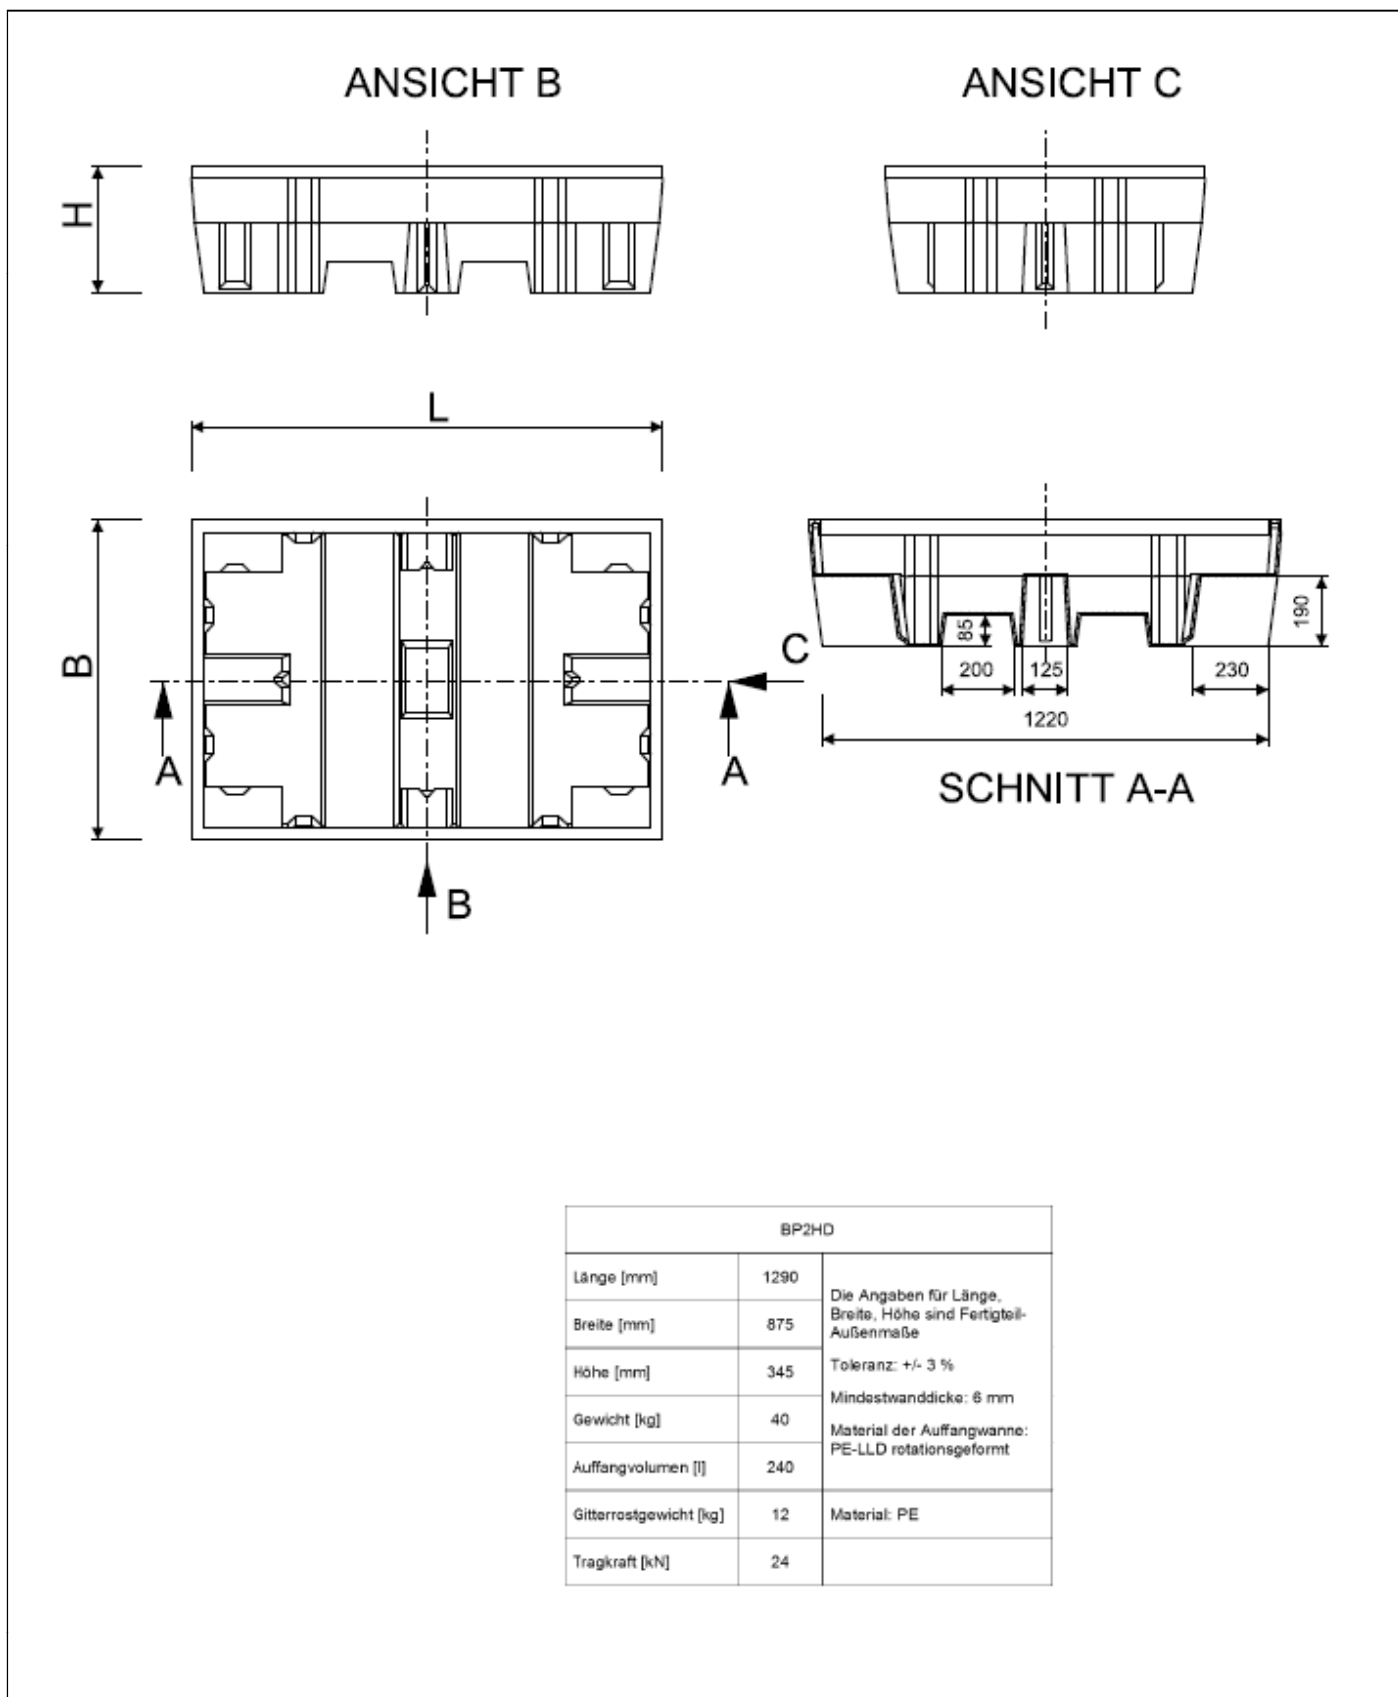 ANSICHT B
ANSICHT C
H
L
B
A
A
C
B
190
85
200
125
230
1220
SCHNITT A-A
BP2HD
Länge [mm]
1290
Breite [mm]
875
Höhe [mm]
345
Gewicht [kg]
40
Auffangvolumen [l]
240
Die Angaben für Länge,
Breite, Höhe sind Fertigteil-
Außenmaße
Toleranz: +/- 3 %
Mindestwanddicke: 6 mm
Material der Auffangwanne:
PE-LLD rotationsgeformt
Gitterrostgewicht [kg]
12
Material: PE
Tragkraft [kN]
24